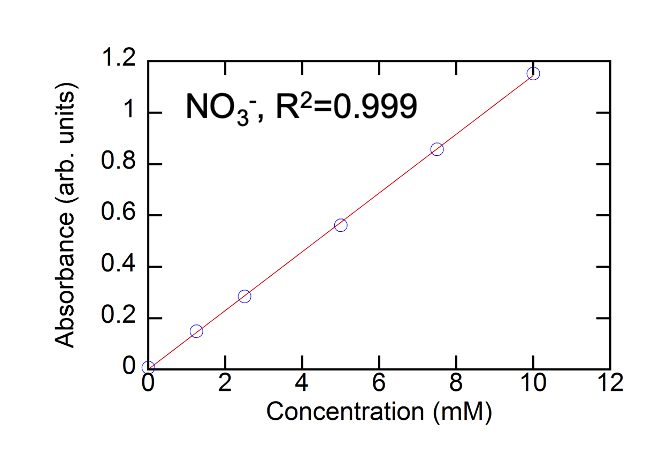 NO₃⁻, R²=0.999
Absorbance (arb. units)
1.2
1
0.8
0.6
0.4
0.2
0
0 2 4 6 8 10 12
Concentration (mM)